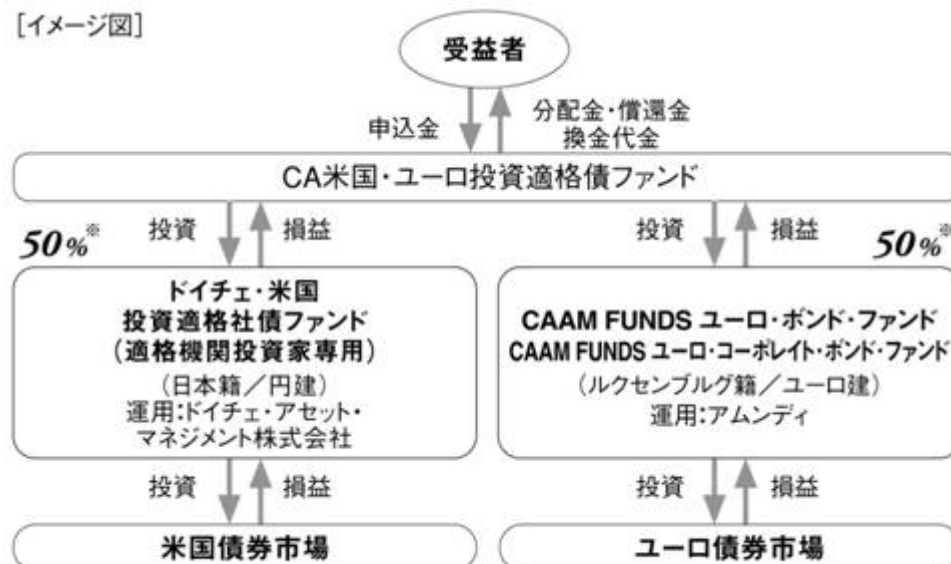 [イメージ図]
受益者
申込金
分配金・償還金
換金代金
CA米国・ユーロ投資適格債ファンド
50%※
投資
損益
投資
損益
50%※
ドイチェ・米国
投資適格社債ファンド
(適格機関投資家専用)
(日本籍/円建)
運用:ドイチェ・アセット・
マネジメント株式会社
CAAM FUNDS ユーロ・ボンド・ファンド
CAAM FUNDS ユーロ・コーポレイト・ボンド・ファンド
(ルクセンブルグ籍/ユーロ建)
運用:アムンディ
投資
損益
投資
損益
米国債券市場
ユーロ債券市場